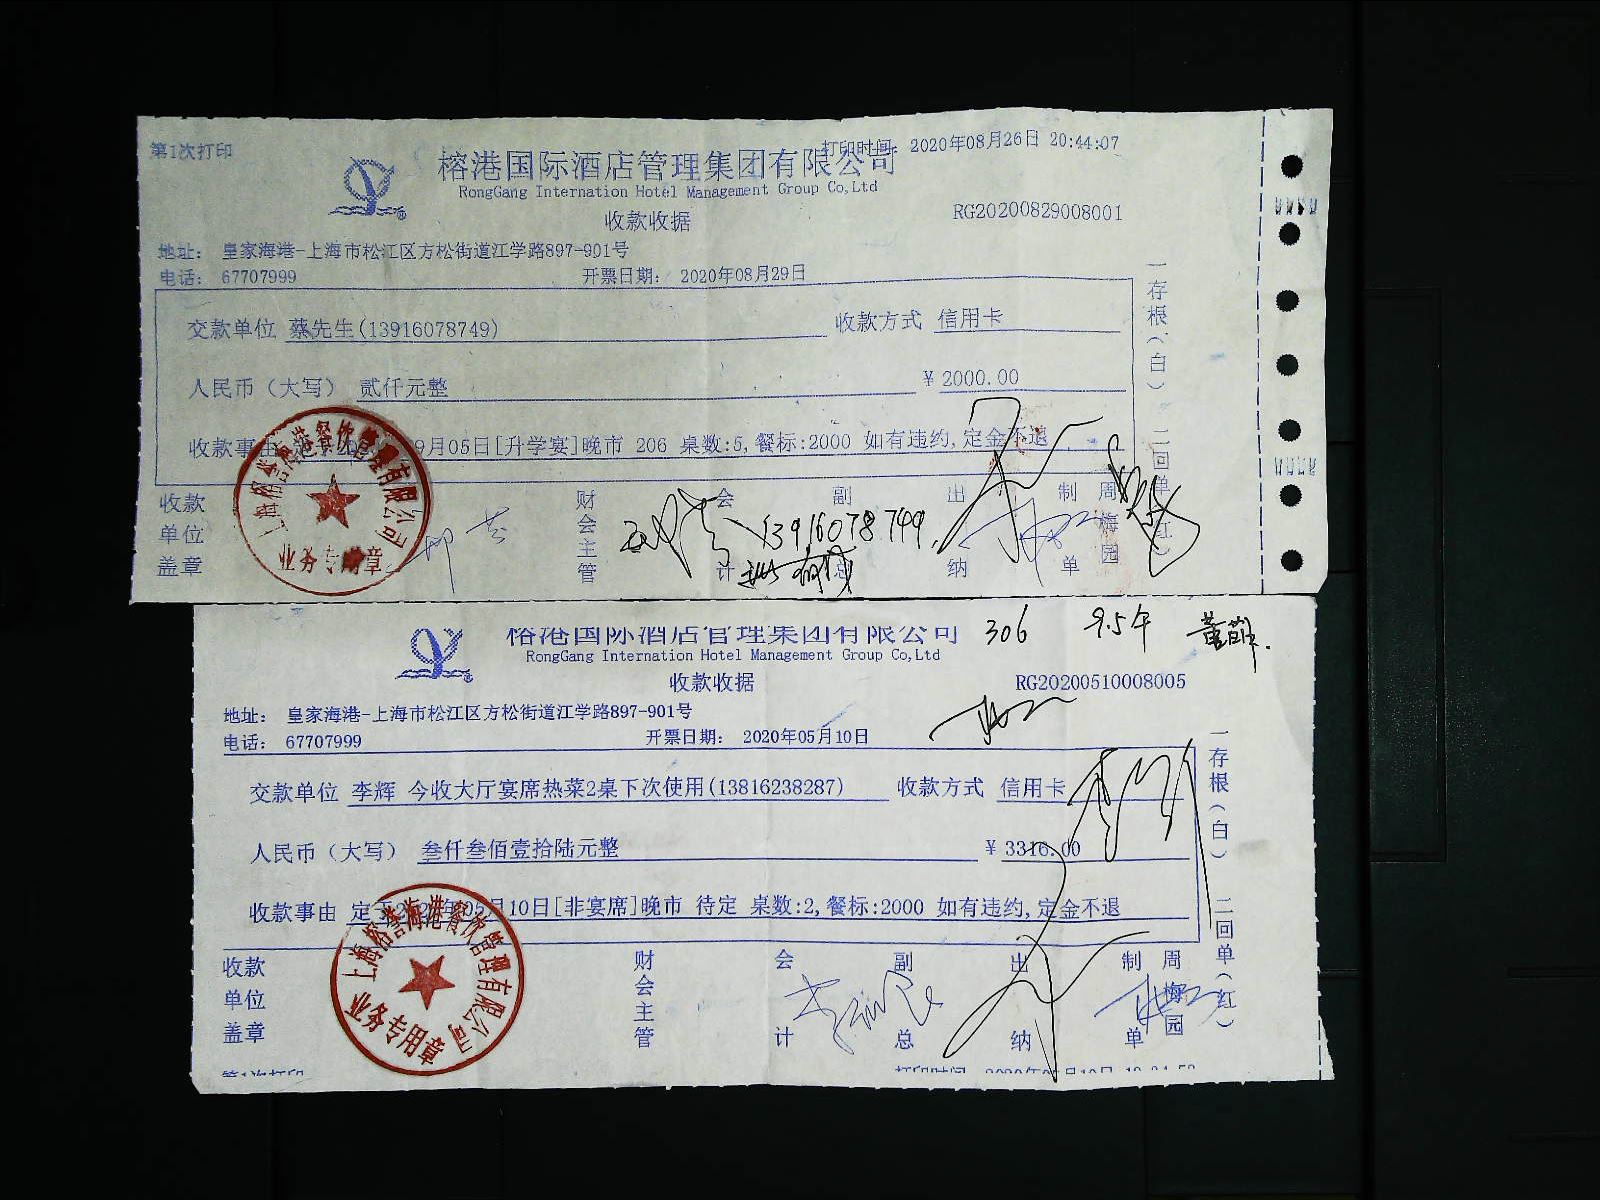 第1次打印
打印时间: 2020年08月26日 20:44:07
榕港国际酒店管理集团有限公司
RongGang Internation Hotel Management Group Co,Ltd
收款收据
RG20200829008001
地址: 皇家海港-上海市松江区方松街道江学路897-901号
电话: 67707999 开票日期: 2020年08月29日
交款单位 蔡先生(13916078749) 收款方式 信用卡
人民币(大写) 贰仟元整 ¥ 2000.00
收款事由 9月05日[升学宴]晚市 206 桌数:5,餐标:2000 如有违约,定金不退
收款单位盖章 财会主管 会计 副总 出纳 制单 周梅园
13916078749
业务专用章
一存根(白) 二回单(红)
榕港国际酒店管理集团有限公司
306 9.5午
RongGang Internation Hotel Management Group Co,Ltd
收款收据
RG20200510008005
地址: 皇家海港-上海市松江区方松街道江学路897-901号
电话: 67707999 开票日期: 2020年05月10日
交款单位 李辉 今收大厅宴席热菜2桌下次使用(13816238287) 收款方式 信用卡
人民币(大写) 叁仟叁佰壹拾陆元整 ¥ 3316.00
收款事由 定 10日[非宴席]晚市 待定 桌数:2,餐标:2000 如有违约,定金不退
收款单位盖章 财会主管 会计 副总 出纳 制单 周梅园
业务专用章
一存根(白) 二回单(红)
第1次打印